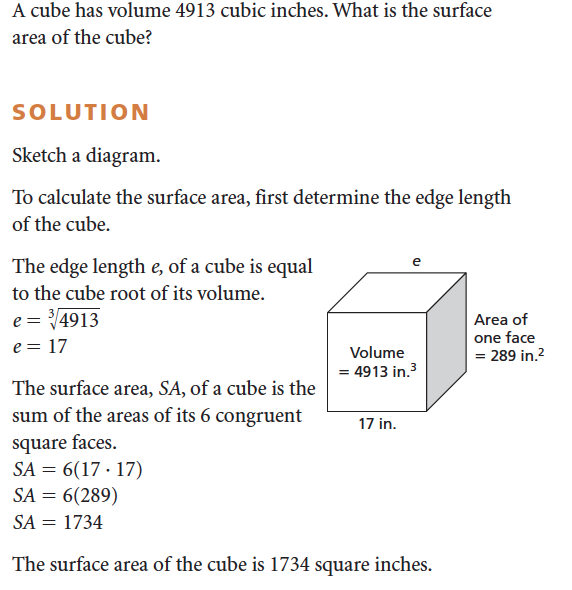 A cube has volume 4913 cubic inches. What is the surface
area of the cube?
SOLUTION
Sketch a diagram.
To calculate the surface area, first determine the edge length
of the cube.
The edge length e, of a cube is equal
to the cube root of its volume.
e = ∛4913
e = 17
The surface area, SA, of a cube is the
sum of the areas of its 6 congruent
square faces.
SA = 6(17 · 17)
SA = 6(289)
SA = 1734
e
Volume
= 4913 in.³
17 in.
Area of
one face
= 289 in.²
The surface area of the cube is 1734 square inches.